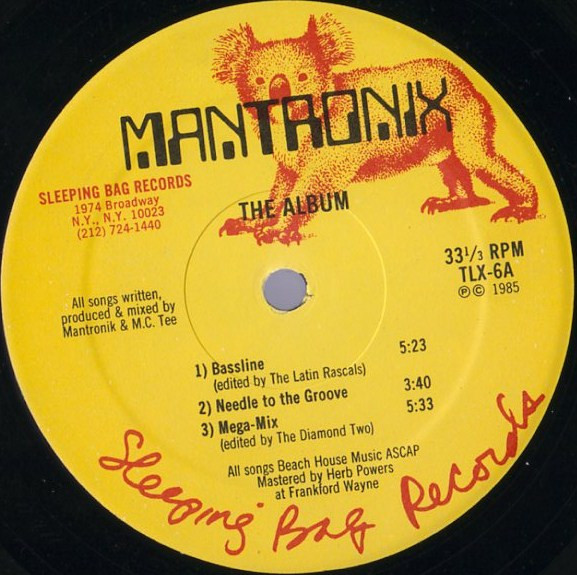 MANTRONIX
THE ALBUM
SLEEPING BAG RECORDS
1974 Broadway
N.Y., N.Y. 10023
(212) 724-1440
33 1/3 RPM
TLX-6A
℗ © 1985
All songs written,
produced & mixed by
Mantronik & M.C. Tee
1) Bassline 5:23
(edited by The Latin Rascals)
2) Needle to the Groove 3:40
3) Mega-Mix 5:33
(edited by The Diamond Two)
All songs Beach House Music ASCAP
Mastered by Herb Powers
at Frankford Wayne
Sleeping Bag Records